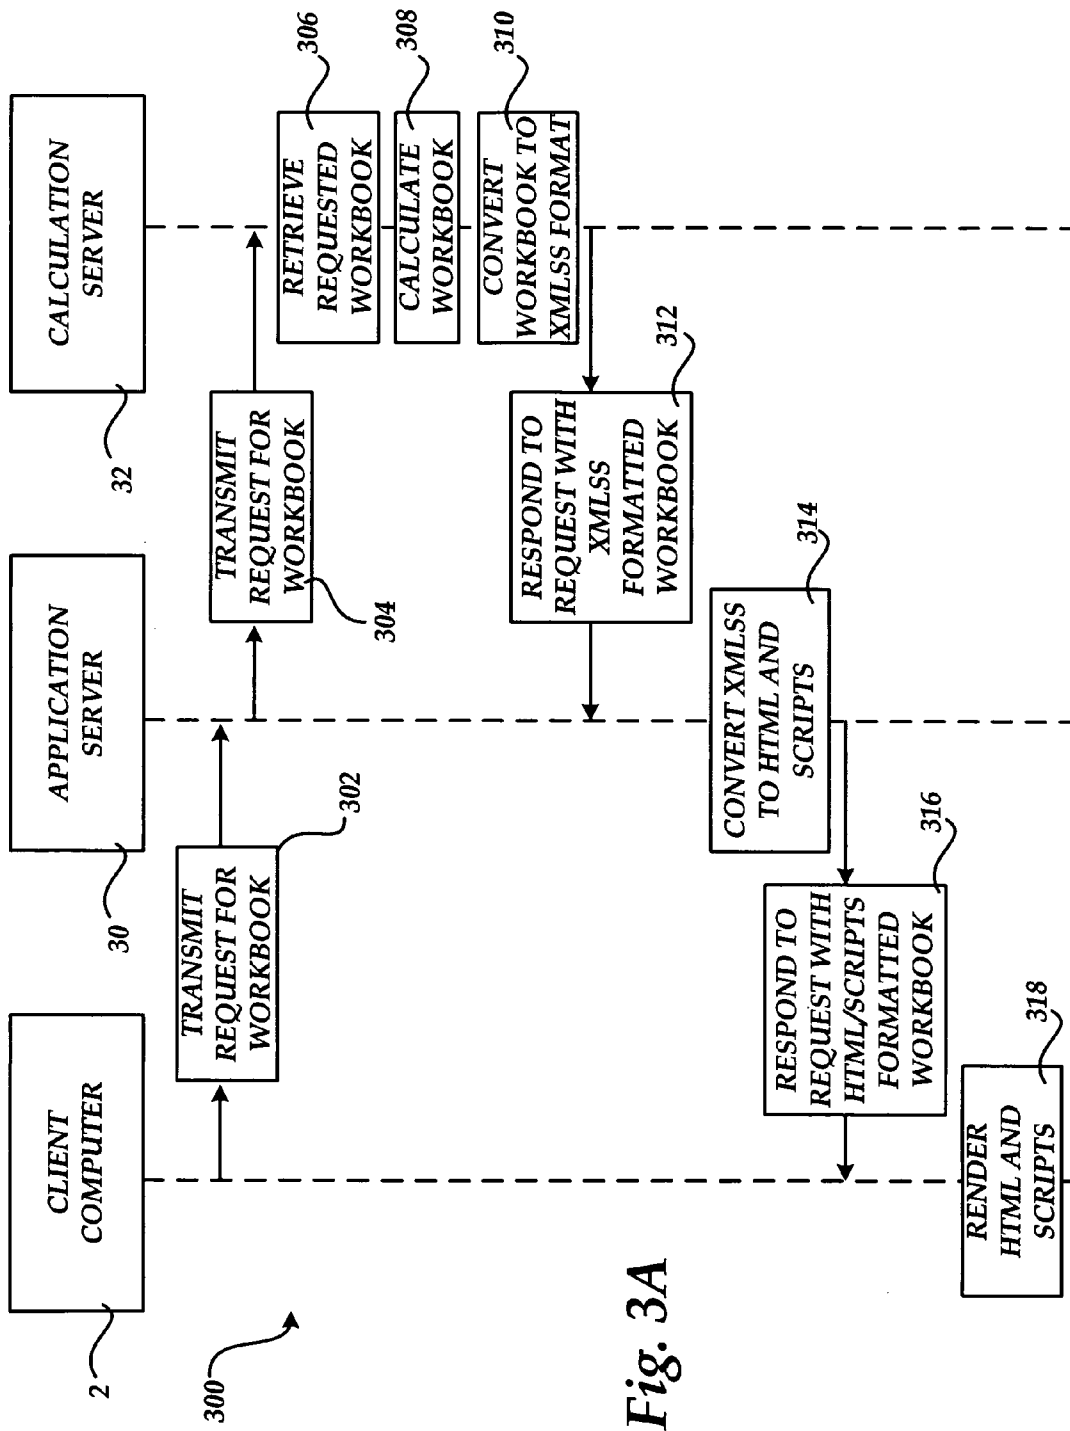 CLIENT
COMPUTER
2
APPLICATION
SERVER
30
CALCULATION
SERVER
32
300
TRANSMIT
REQUEST FOR
WORKBOOK
302
TRANSMIT
REQUEST FOR
WORKBOOK
304
RETRIEVE
REQUESTED
WORKBOOK
306
CALCULATE
WORKBOOK
308
CONVERT
WORKBOOK TO
XMLSS FORMAT
310
RESPOND TO
REQUEST WITH
XMLSS
FORMATTED
WORKBOOK
312
CONVERT XMLSS
TO HTML AND
SCRIPTS
314
RESPOND TO
REQUEST WITH
HTML/SCRIPTS
FORMATTED
WORKBOOK
316
RENDER
HTML AND
SCRIPTS
318
Fig. 3A